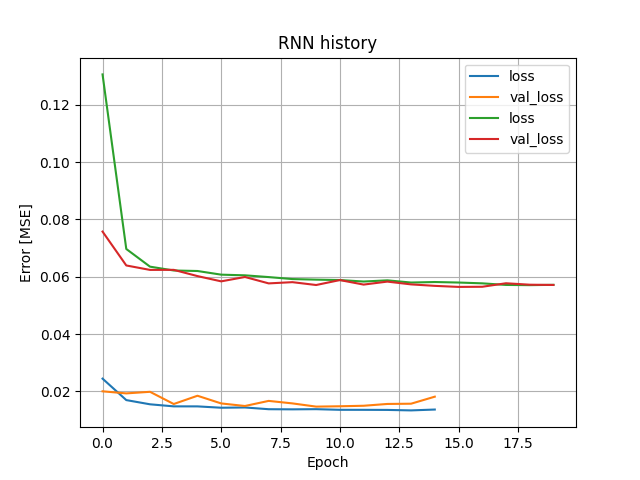 RNN history
loss
val_loss
loss
val_loss
Error [MSE]
0.12
0.10
0.08
0.06
0.04
0.02
0.0
2.5
5.0
7.5
10.0
12.5
15.0
17.5
Epoch